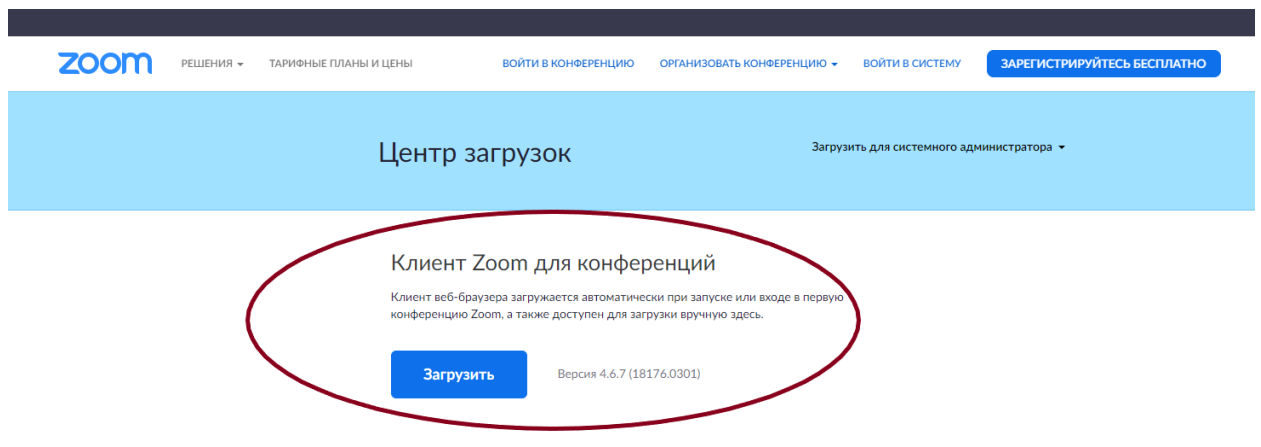 zoom РЕШЕНИЯ ТАРИФНЫЕ ПЛАНЫ И ЦЕНЫ ВОЙТИ В КОНФЕРЕНЦИЮ ОРГАНИЗОВАТЬ КОНФЕРЕНЦИЮ ВОЙТИ В СИСТЕМУ ЗАРЕГИСТРИРУЙТЕСЬ БЕСПЛАТНО
Центр загрузок Загрузить для системного администратора
Клиент Zoom для конференций
Клиент веб-браузера загружается автоматически при запуске или входе в первую
конференцию Zoom, а также доступен для загрузки вручную здесь.
Загрузить Версия 4.6.7 (18176.0301)